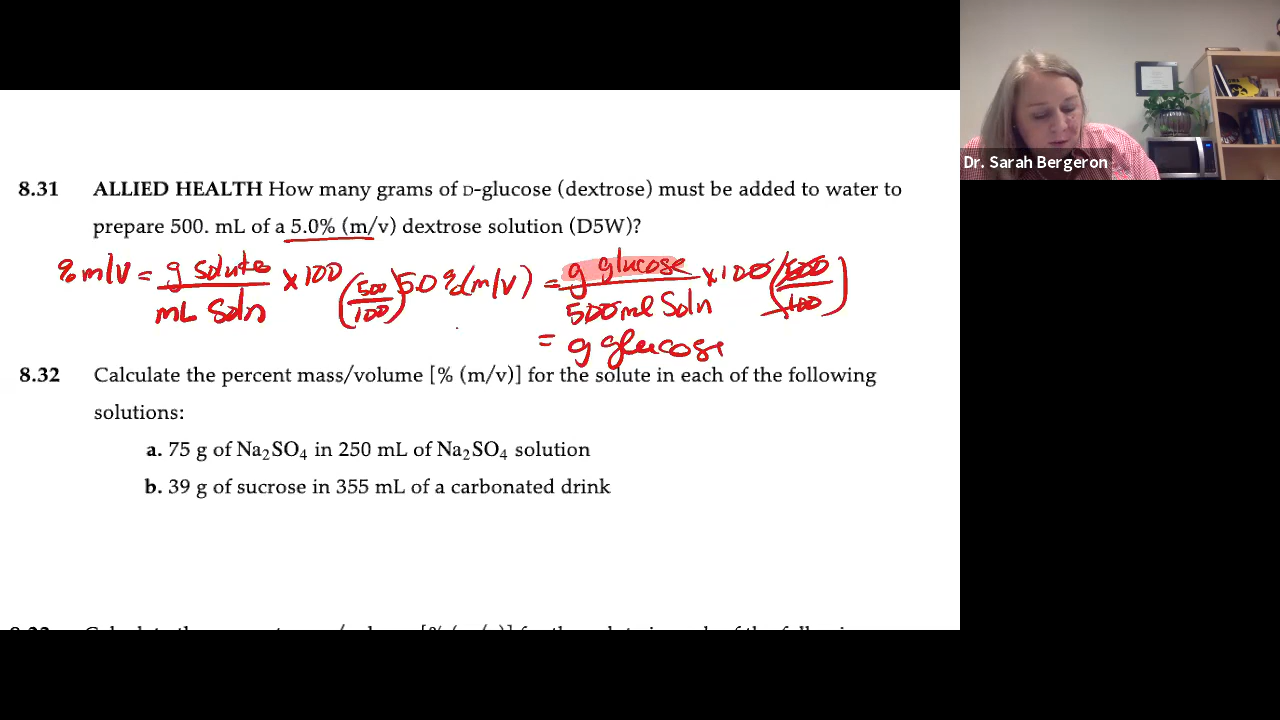 Dr. Sarah Bergeron
8.31 ALLIED HEALTH How many grams of D-glucose (dextrose) must be added to water to
prepare 500. mL of a 5.0% (m/v) dextrose solution (D5W)?
% m/v = g solute / mL soln × 100
(500/100) 5.0% (m/v) = g glucose / 500 ml soln × 100 (500/100)
= g glucose
8.32 Calculate the percent mass/volume [% (m/v)] for the solute in each of the following
solutions:
a. 75 g of Na₂SO₄ in 250 mL of Na₂SO₄ solution
b. 39 g of sucrose in 355 mL of a carbonated drink